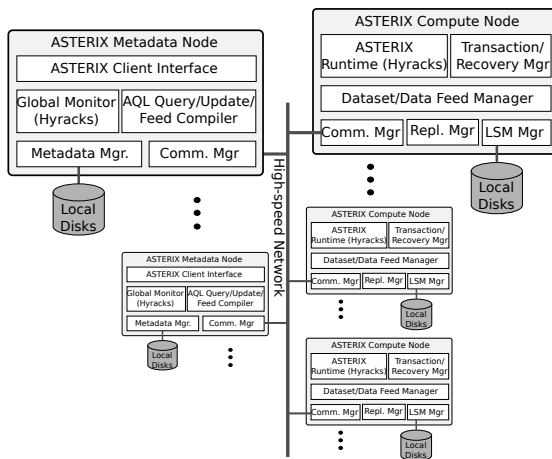 ASTERIX Metadata Node
ASTERIX Client Interface
Global Monitor
(Hyracks)
AQL Query/Update/
Feed Compiler
Metadata Mgr.
Comm. Mgr
Local
Disks
ASTERIX Compute Node
ASTERIX
Runtime (Hyracks)
Transaction/
Recovery Mgr
Dataset/Data Feed Manager
Comm. Mgr
Repl. Mgr
LSM Mgr
Local
Disks
High-speed Network
ASTERIX Metadata Node
ASTERIX Client Interface
Global Monitor
(Hyracks)
AQL Query/Update/
Feed Compiler
Metadata Mgr.
Comm. Mgr
Local
Disks
ASTERIX Compute Node
ASTERIX
Runtime (Hyracks)
Transaction/
Recovery Mgr
Dataset/Data Feed Manager
Comm. Mgr
Repl. Mgr
LSM Mgr
Local
Disks
ASTERIX Compute Node
ASTERIX
Runtime (Hyracks)
Transaction/
Recovery Mgr
Dataset/Data Feed Manager
Comm. Mgr
Repl. Mgr
LSM Mgr
Local
Disks